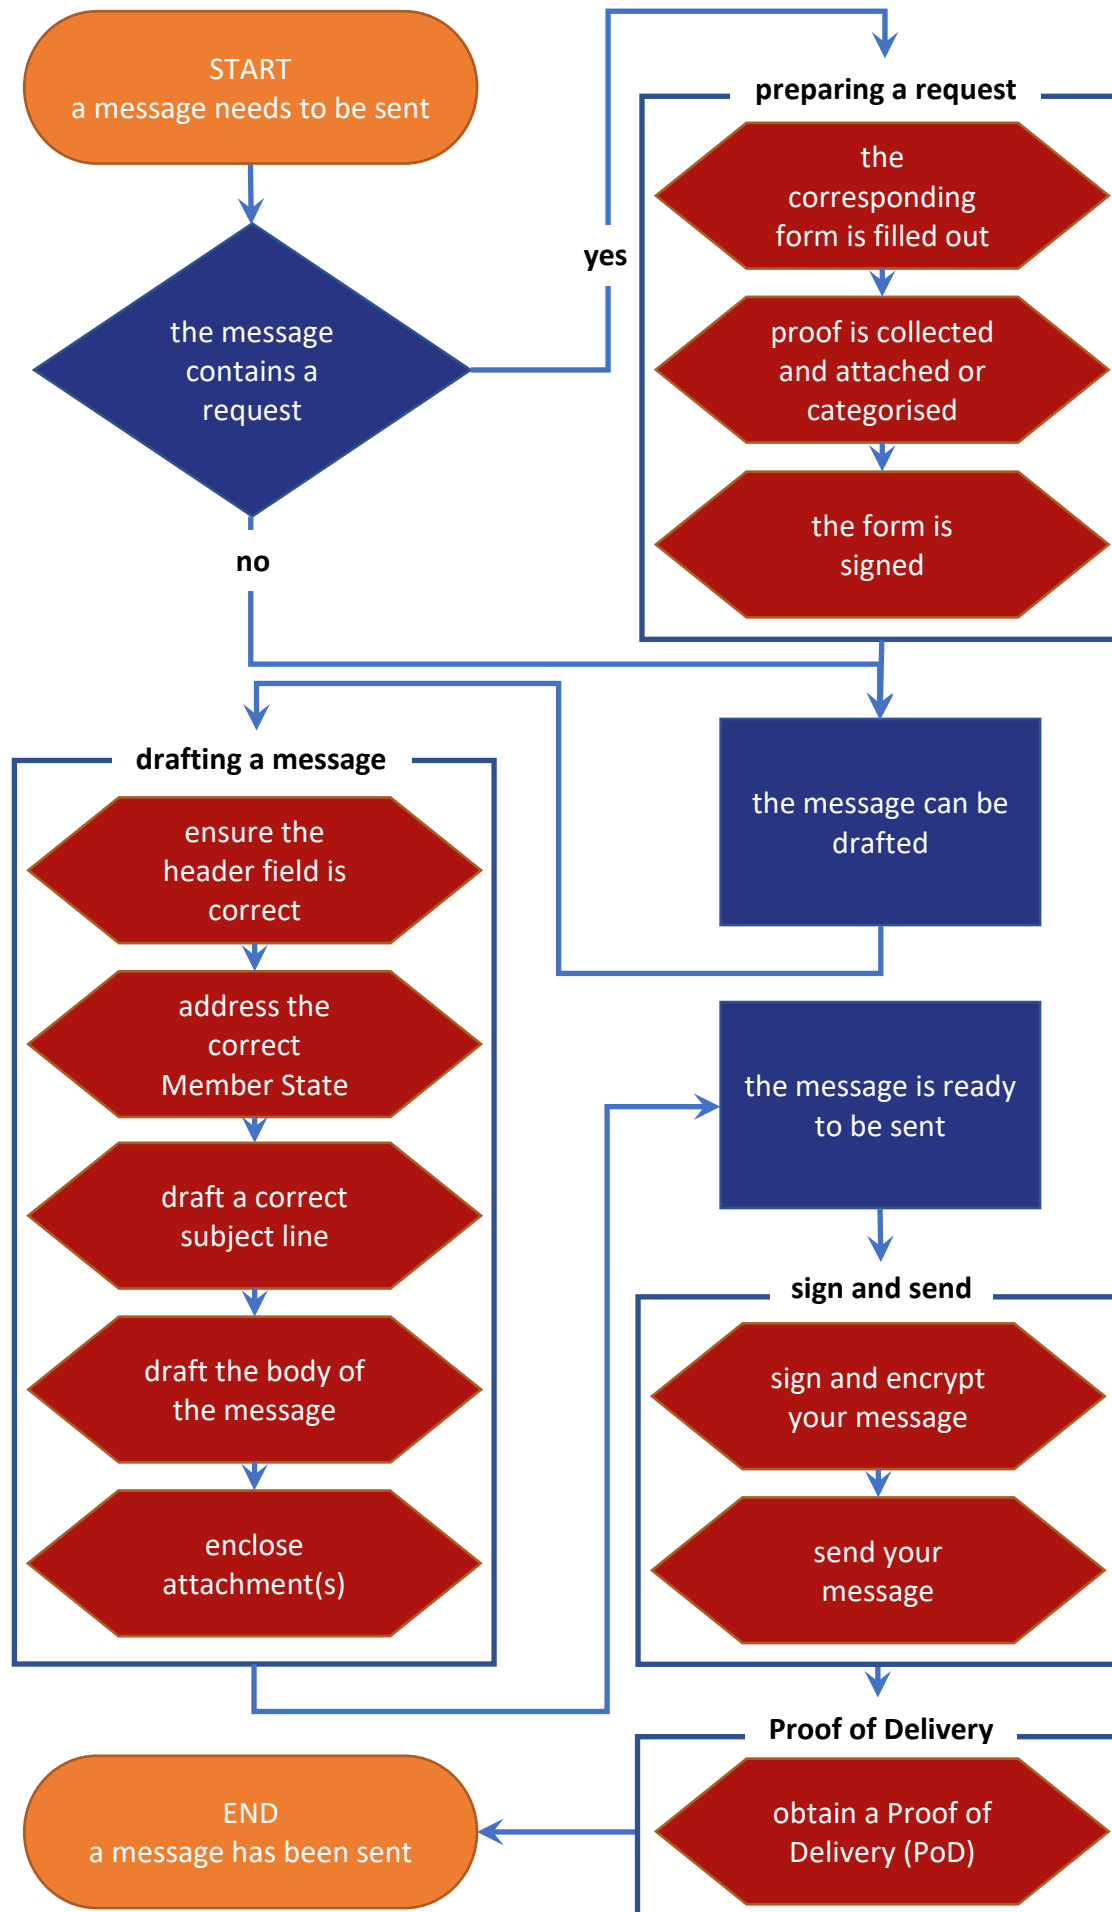 START
a message needs to be sent
the message
contains a
request
yes
no
preparing a request
the
corresponding
form is filled out
proof is collected
and attached or
categorised
the form is
signed
the message can be
drafted
drafting a message
ensure the
header field is
correct
address the
correct
Member State
draft a correct
subject line
draft the body of
the message
enclose
attachment(s)
the message is ready
to be sent
sign and send
sign and encrypt
your message
send your
message
Proof of Delivery
obtain a Proof of
Delivery (PoD)
END
a message has been sent